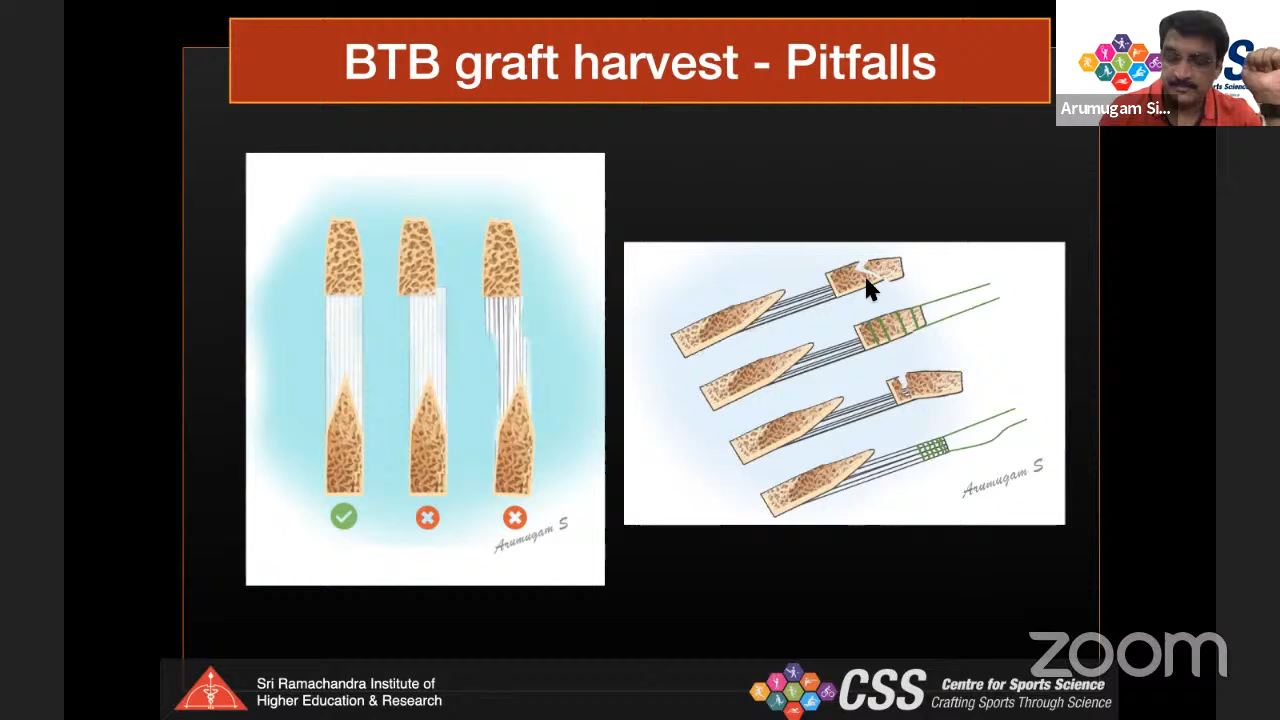 BTB graft harvest - Pitfalls
Arumugam Si...
Arumugam S
Arumugam S
zoom
Sri Ramachandra Institute of
Higher Education & Research
CSS
Centre for Sports Science
Crafting Sports Through Science